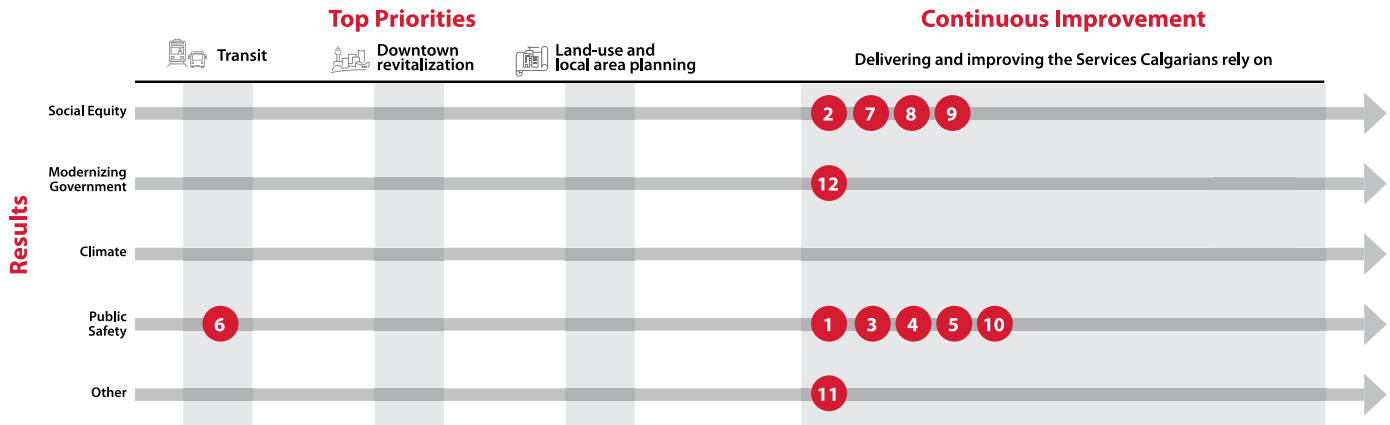 Top Priorities
Continuous Improvement
Transit
Downtown
revitalization
Land-use and
local area planning
Delivering and improving the Services Calgarians rely on
Results
Social Equity
2 7 8 9
Modernizing
Government
12
Climate
Public
Safety
6 1 3 4 5 10
Other
11